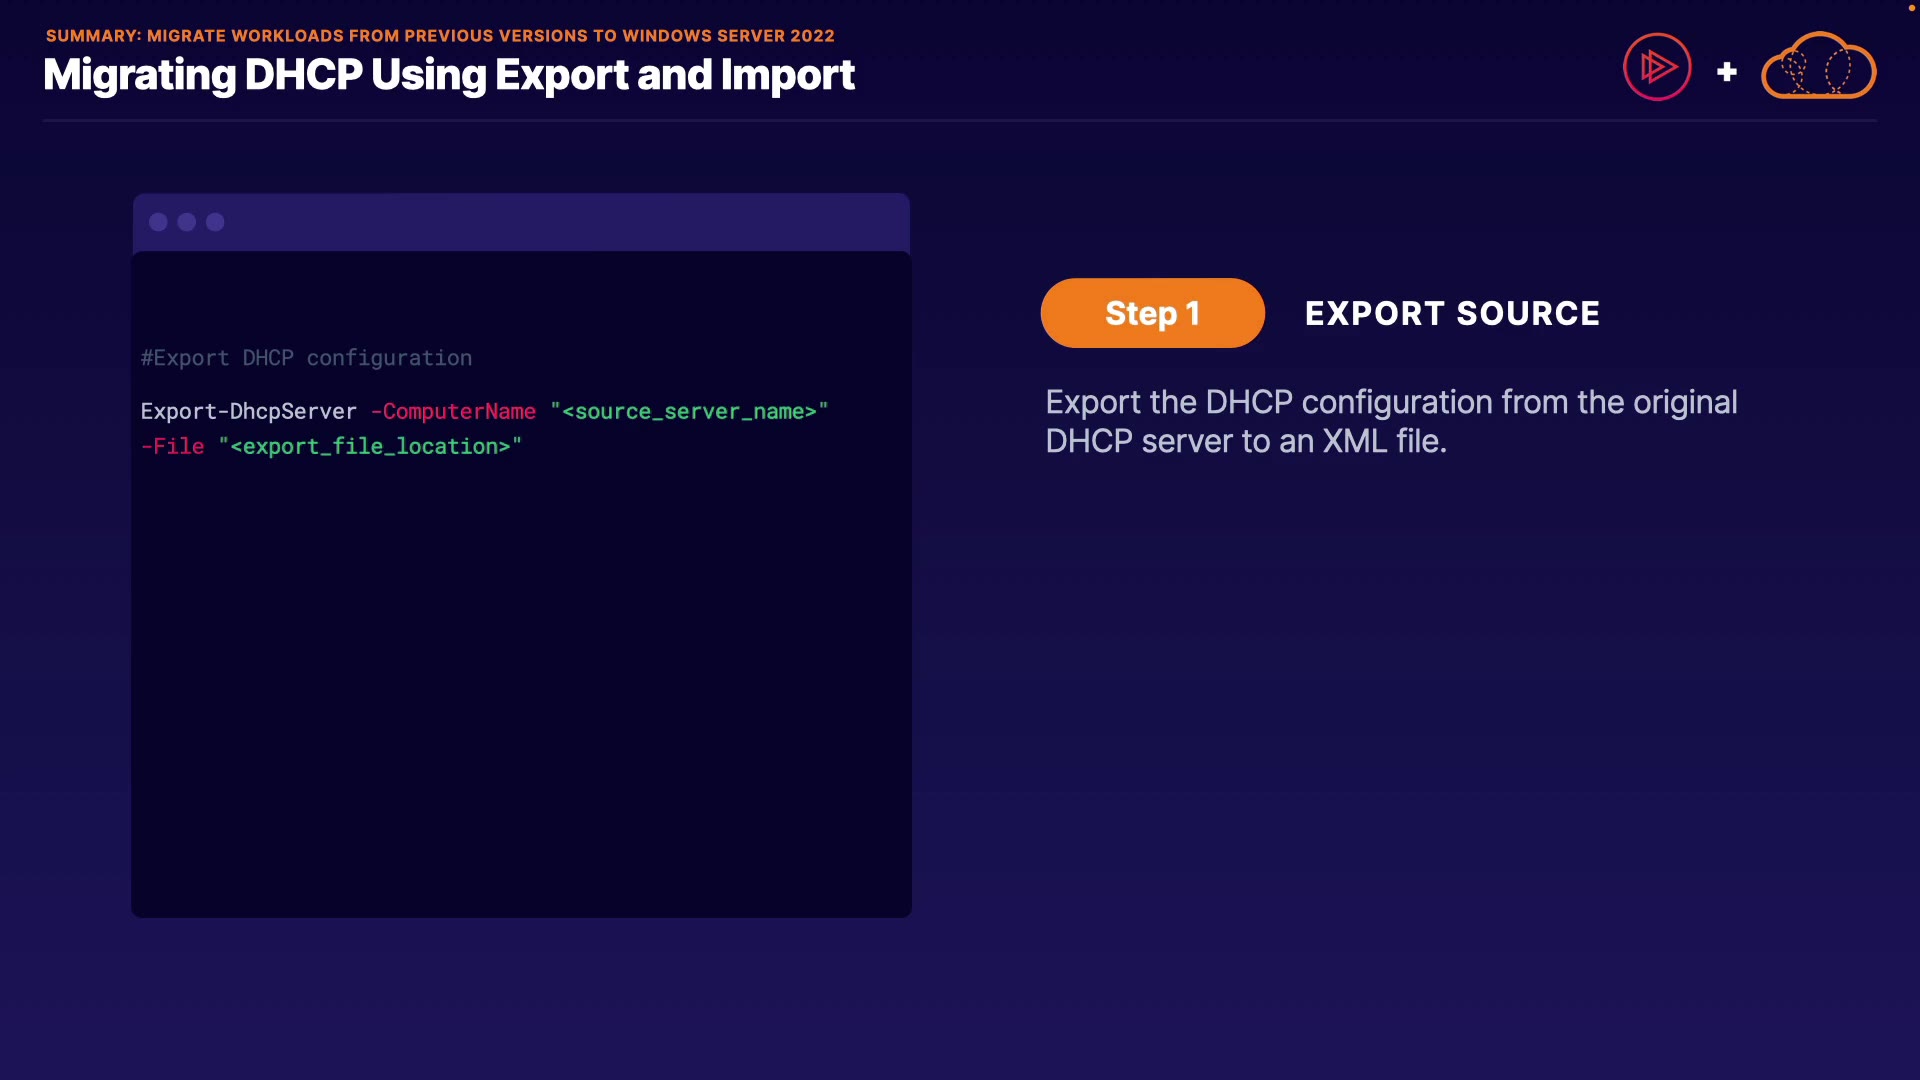 SUMMARY: MIGRATE WORKLOADS FROM PREVIOUS VERSIONS TO WINDOWS SERVER 2022
Migrating DHCP Using Export and Import
+
#Export DHCP configuration
Export-DhcpServer -ComputerName "<source_server_name>"
-File "<export_file_location>"
Step 1
EXPORT SOURCE
Export the DHCP configuration from the original
DHCP server to an XML file.